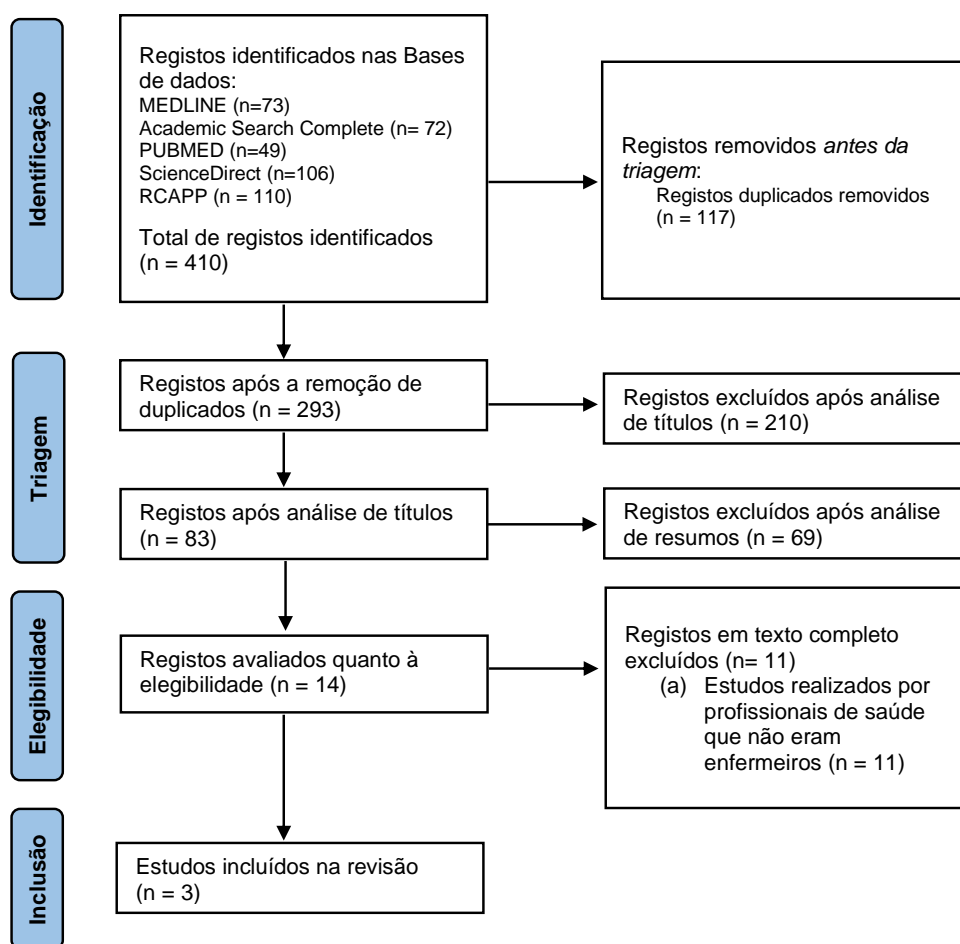 Identificação
Registos identificados nas Bases
de dados:
MEDLINE (n=73)
Academic Search Complete (n= 72)
PUBMED (n=49)
ScienceDirect (n=106)
RCAPP (n = 110)
Total de registos identificados
(n = 410)
Registos removidos antes da
triagem:
Registos duplicados removidos
(n = 117)
Triagem
Registos após a remoção de
duplicados (n = 293)
Registos excluídos após análise
de títulos (n = 210)
Registos após análise de títulos
(n = 83)
Registos excluídos após análise
de resumos (n = 69)
Elegibilidade
Registos avaliados quanto à
elegibilidade (n = 14)
Registos em texto completo
excluídos (n= 11)
(a) Estudos realizados por
profissionais de saúde
que não eram
enfermeiros (n = 11)
Inclusão
Estudos incluídos na revisão
(n = 3)